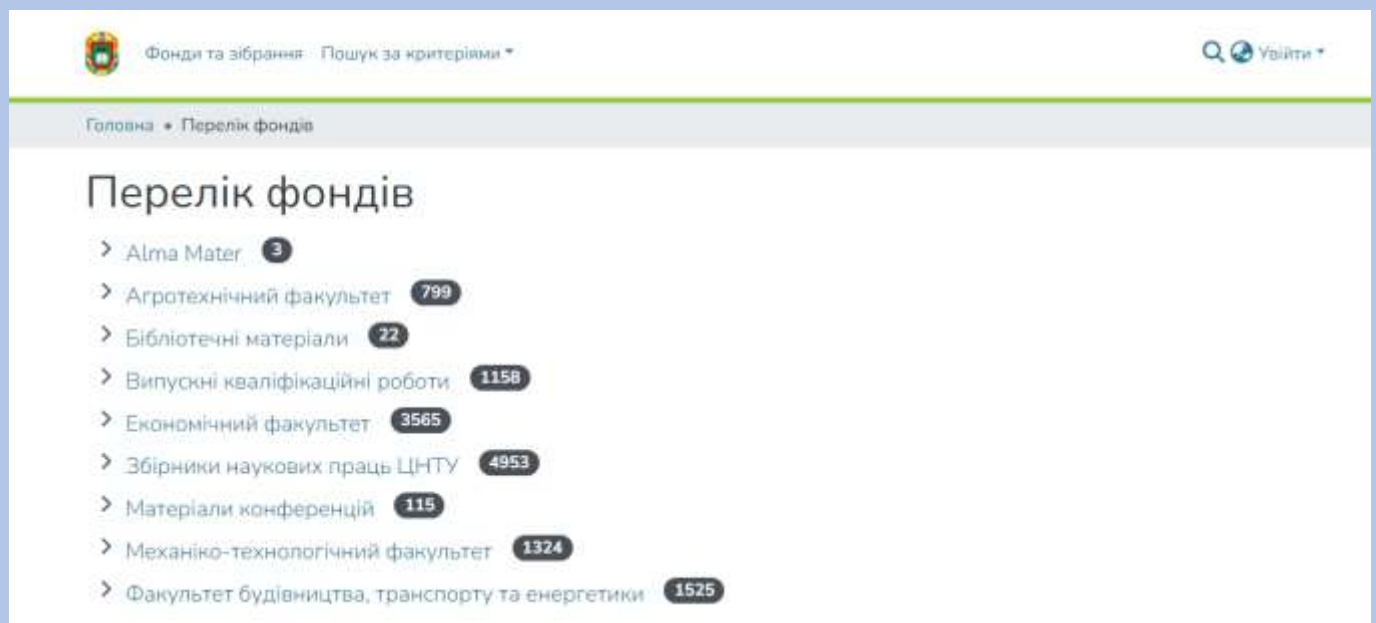 Фонди та зібрання Пошук за критеріями Увійти
Головна • Перелік фондів
Перелік фондів
Alma Mater 3
Агротехнічний факультет 799
Бібліотечні матеріали 22
Випускні кваліфікаційні роботи 1158
Економічний факультет 3565
Збірники наукових праць ЦНТУ 4953
Матеріали конференцій 115
Механіко-технологічний факультет 1324
Факультет будівництва, транспорту та енергетики 1525